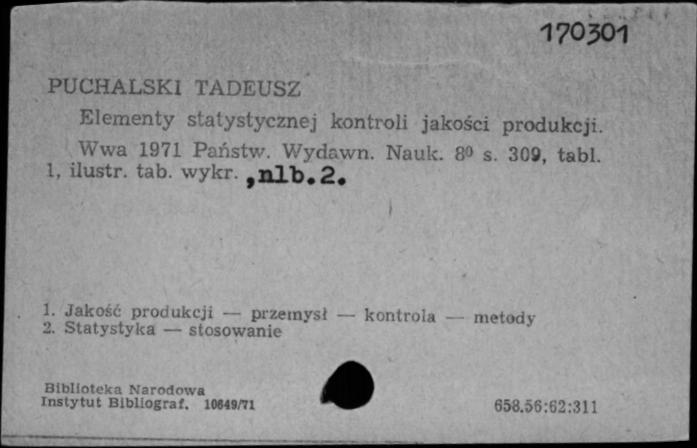 170301
PUCHALSKI TADEUSZ
Elementy statystycznej kontroli jakości produkcji.
Wwa 1971 Państw. Wydawn. Nauk. 8⁰ s. 309, tabl.
1, ilustr. tab. wykr. ,nlb.2.
1. Jakość produkcji — przemysł — kontrola — metody
2. Statystyka — stosowanie
Biblioteka Narodowa
Instytut Bibliograf. 10649/71
658.56:62:311